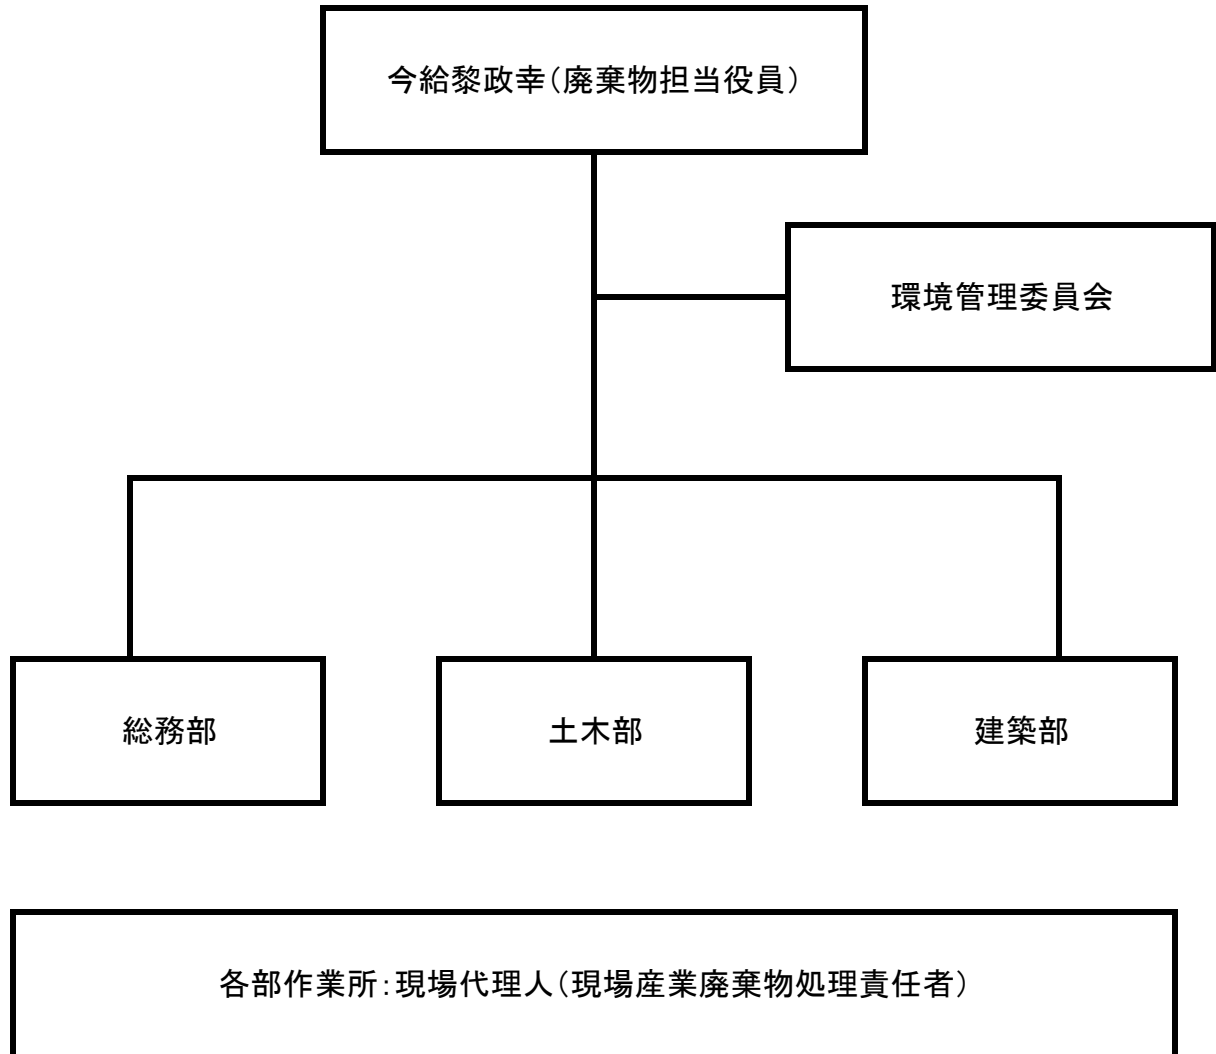 今給黎政幸（廃棄物担当役員）
環境管理委員会
総務部
土木部
建築部
各部作業所：現場代理人（現場産業廃棄物処理責任者）